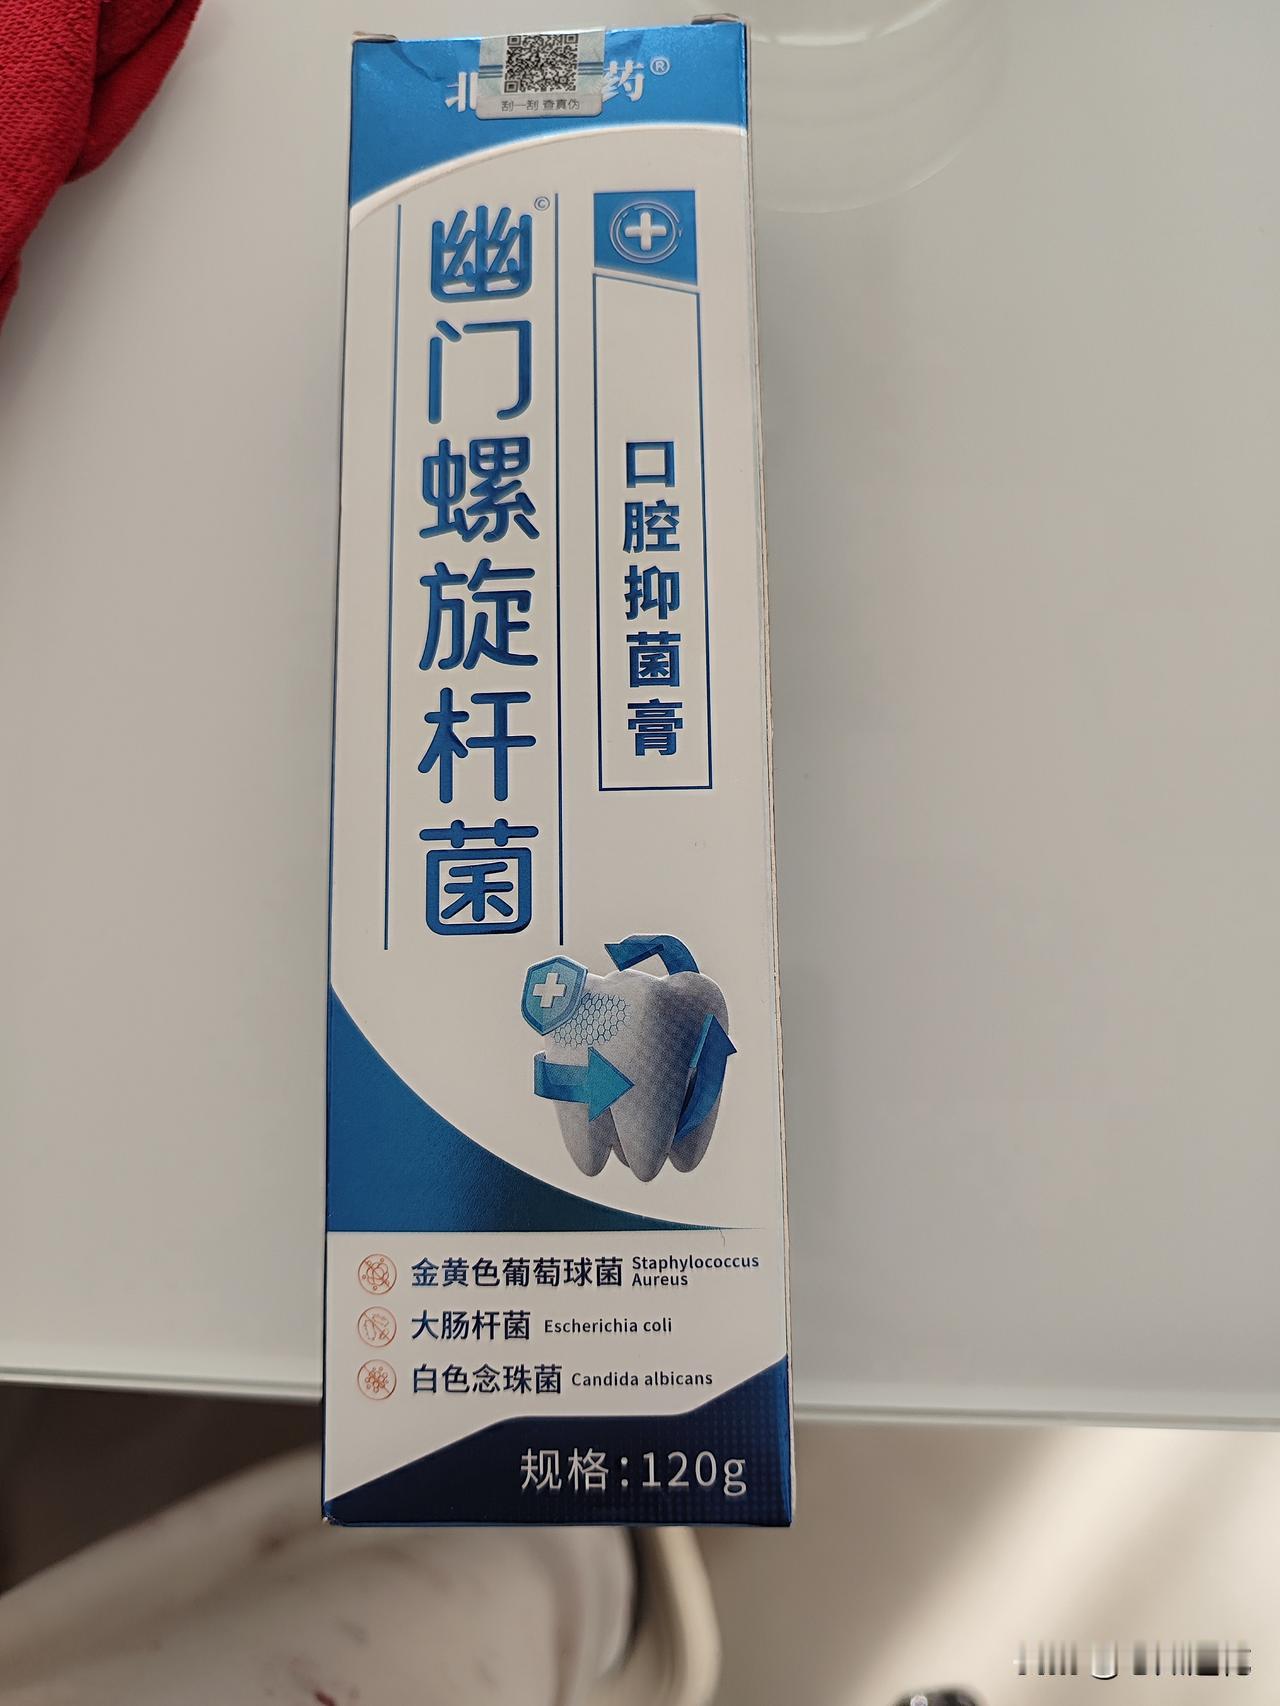 北
药®
刮一刮 查真伪
幽门螺旋杆菌©
口腔抑菌膏
金黄色葡萄球菌 Staphylococcus Aureus
大肠杆菌 Escherichia coli
白色念珠菌 Candida albicans
规格:120g